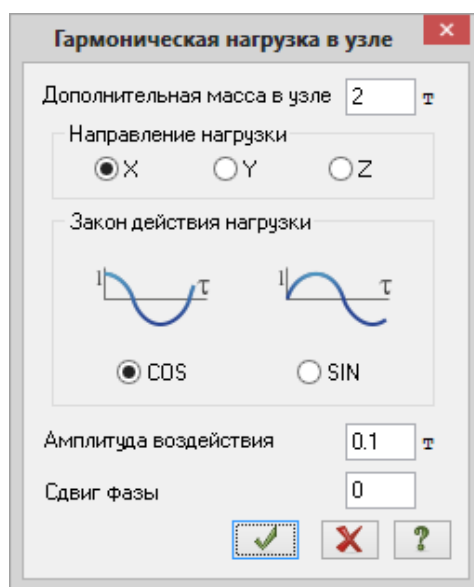 Гармоническая нагрузка в узле
Дополнительная масса в узле 2 т
Направление нагрузки
X Y Z
Закон действия нагрузки
1 τ 1 τ
COS SIN
Амплитуда воздействия 0.1 т
Сдвиг фазы 0
?